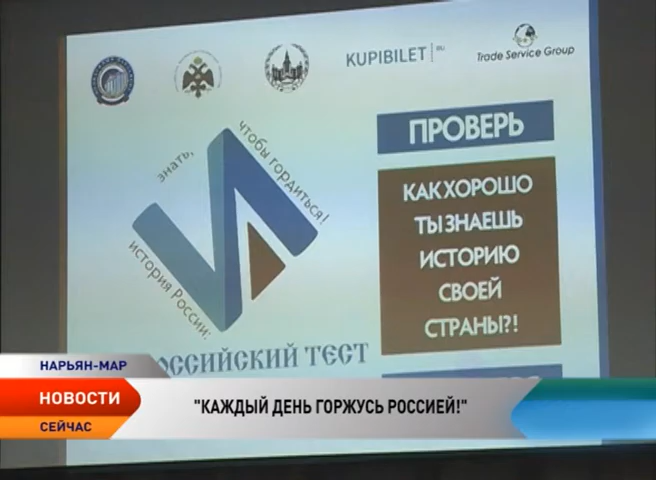 KUPIBILET RU
Trade Service Group
ПРОВЕРЬ
знать,
чтобы гордиться!
история России:
КАК ХОРОШО
ТЫ ЗНАЕШЬ
ИСТОРИЮ
СВОЕЙ
СТРАНЫ?!
ОССИЙСКИЙ ТЕСТ
НАРЬЯН-МАР
НОВОСТИ
СЕЙЧАС
"КАЖДЫЙ ДЕНЬ ГОРЖУСЬ РОССИЕЙ!"